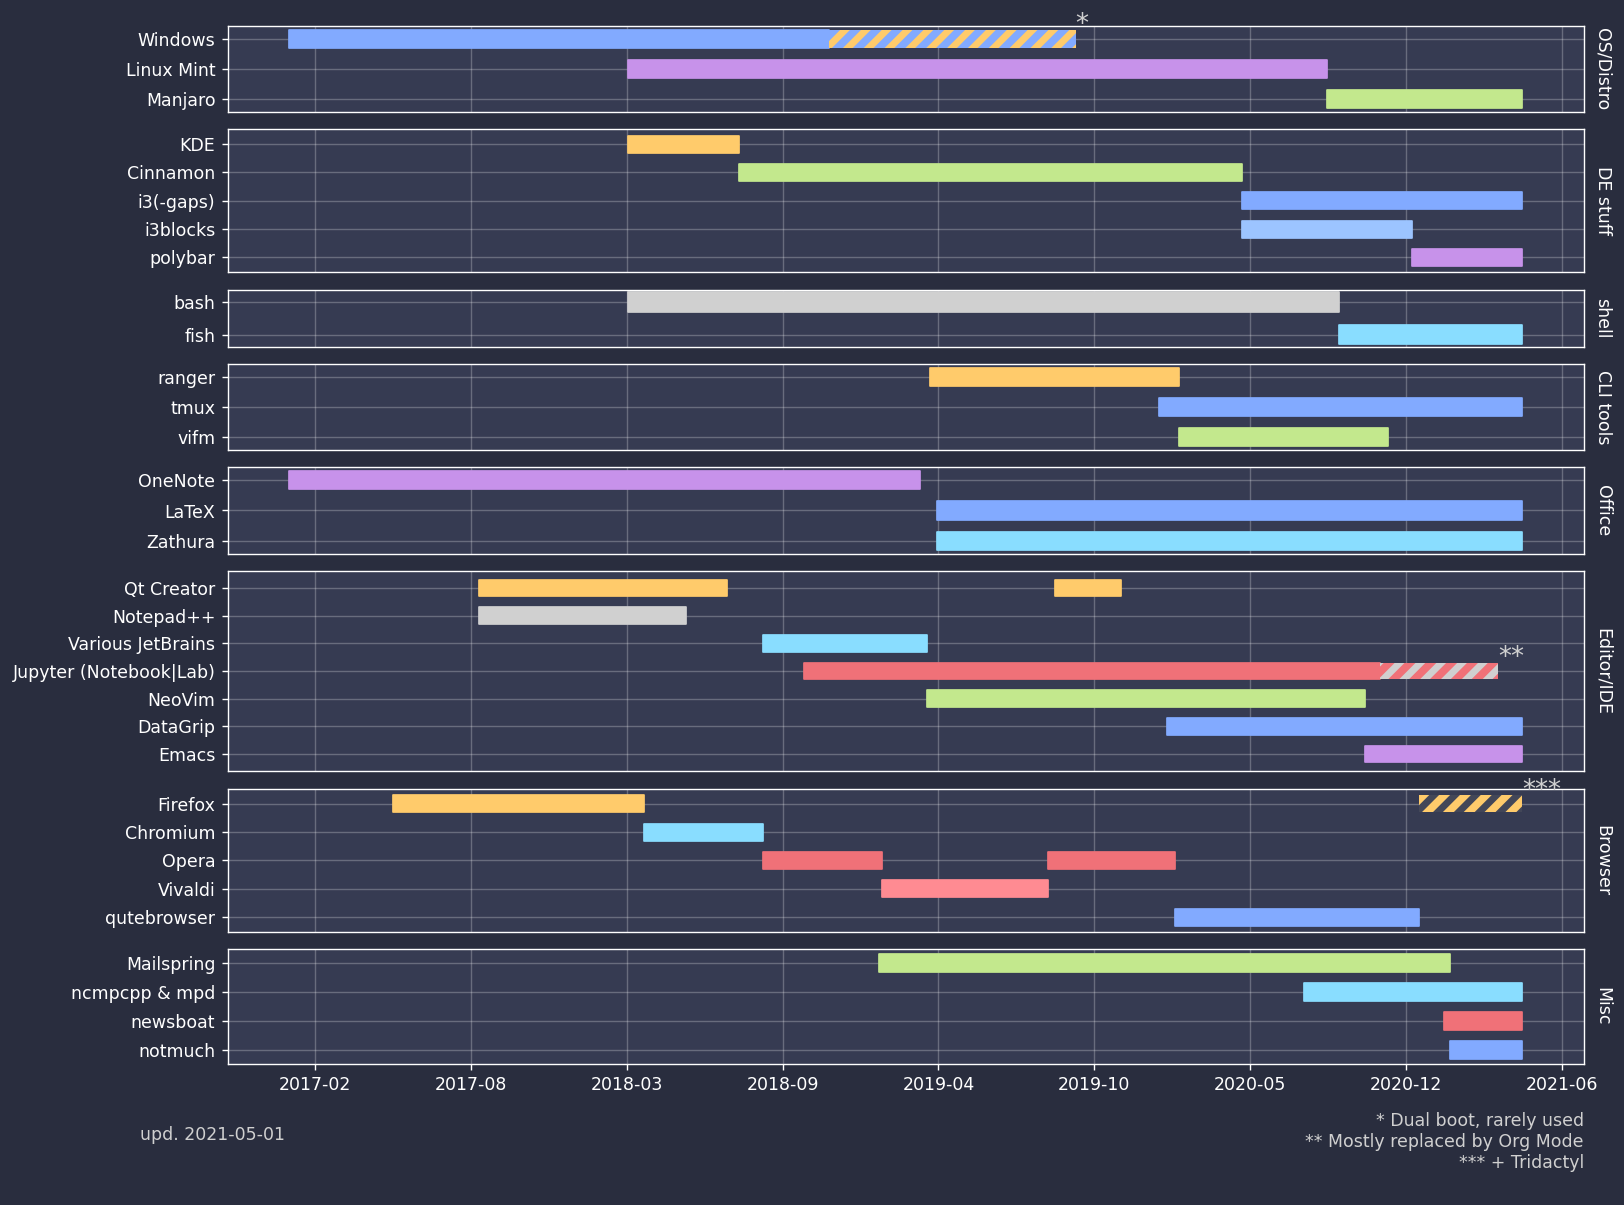 *
Windows
Linux Mint
Manjaro
OS/Distro
KDE
Cinnamon
i3(-gaps)
i3blocks
polybar
DE stuff
bash
fish
shell
ranger
tmux
vifm
CLI tools
OneNote
LaTeX
Zathura
Office
Qt Creator
Notepad++
Various JetBrains
**
Jupyter (Notebook|Lab)
NeoVim
DataGrip
Emacs
Editor/IDE
***
Firefox
Chromium
Opera
Vivaldi
qutebrowser
Browser
Mailspring
ncmpcpp & mpd
newsboat
notmuch
Misc
2017-02 2017-08 2018-03 2018-09 2019-04 2019-10 2020-05 2020-12 2021-06
upd. 2021-05-01
* Dual boot, rarely used
** Mostly replaced by Org Mode
*** + Tridactyl